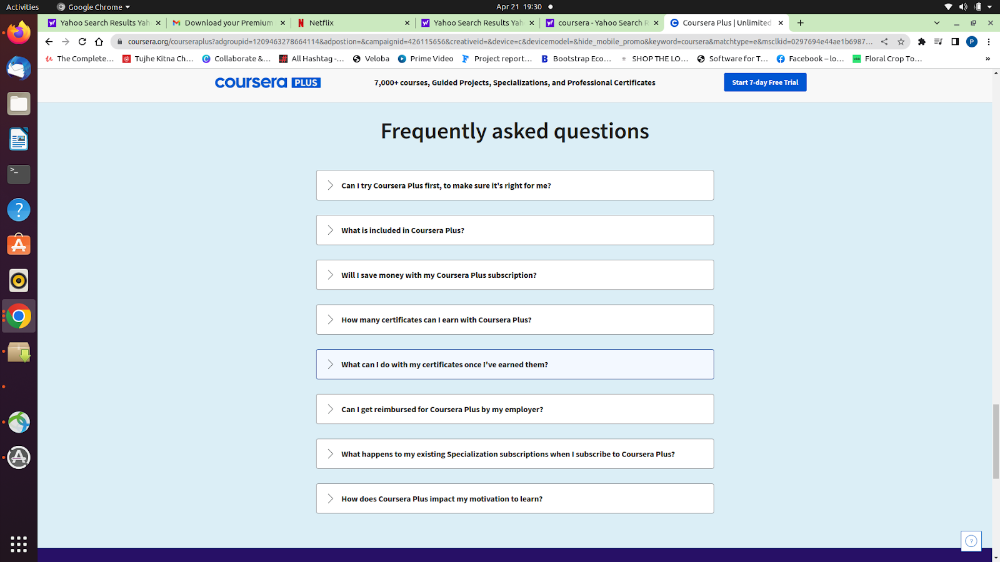 Activities
Google Chrome
Apr 21 19:30
Yahoo Search Results Yah
Download your Premium
Netflix
Yahoo Search Results Yah
coursera - Yahoo Search R
Coursera Plus | Unlimited
coursera.org/courseraplus?adgroupid=1209463278664114&adpostion=&campaignid=426115656&creativeid=&device=c&devicemodel=&hide_mobile_promo&keyword=coursera&matchtype=e&msclkid=0297694e44ae1b6987...
P
The Complete...
Tujhe Kitna Ch...
Collaborate &...
All Hashtag -...
Veloba
Prime Video
Project report...
Bootstrap Eco...
SHOP THE LO...
Software for T...
Facebook – lo...
Floral Crop To...
»
coursera PLUS
7,000+ courses, Guided Projects, Specializations, and Professional Certificates
Start 7-day Free Trial
Frequently asked questions
Can I try Coursera Plus first, to make sure it's right for me?
What is included in Coursera Plus?
Will I save money with my Coursera Plus subscription?
How many certificates can I earn with Coursera Plus?
What can I do with my certificates once I've earned them?
Can I get reimbursed for Coursera Plus by my employer?
What happens to my existing Specialization subscriptions when I subscribe to Coursera Plus?
How does Coursera Plus impact my motivation to learn?
?